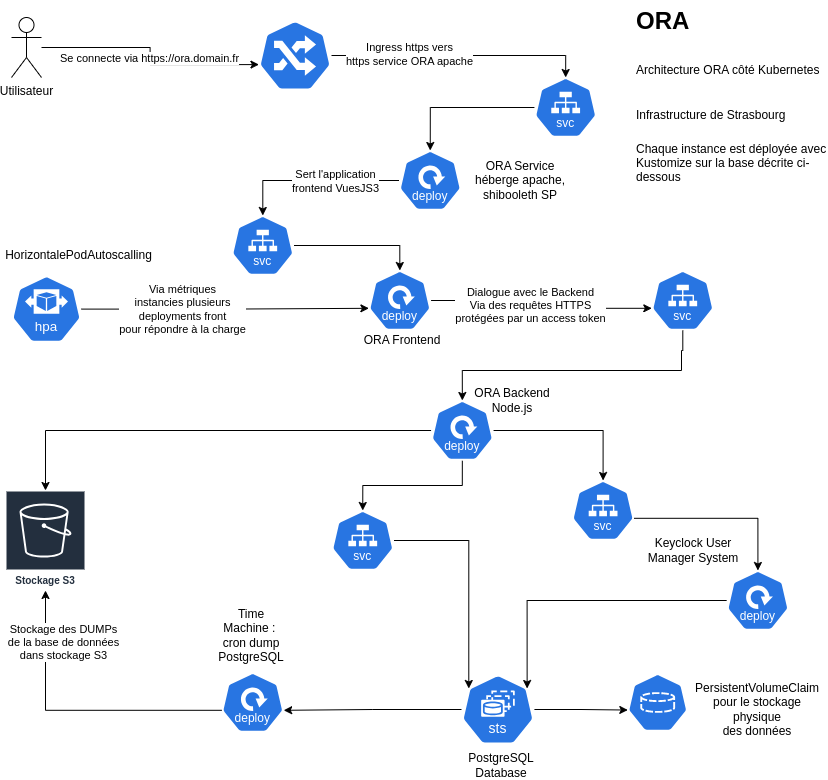 ORA
Architecture ORA côté Kubernetes
Infrastructure de Strasbourg
Chaque instance est déployée avec
Kustomize sur la base décrite ci-
dessous
Utilisateur
Se connecte via https://ora.domain.fr
Ingress https vers
https service ORA apache
svc
deploy
ORA Service
héberge apache,
shibooleth SP
Sert l'application
frontend VuesJS3
svc
HorizontalePodAutoscalling
hpa
Via métriques
instancies plusieurs
deployments front
pour répondre à la charge
deploy
ORA Frontend
Dialogue avec le Backend
Via des requêtes HTTPS
protégées par un access token
svc
ORA Backend
Node.js
deploy
Stockage S3
svc
svc
Keyclock User
Manager System
deploy
Stockage des DUMPs
de la base de données
dans stockage S3
Time
Machine :
cron dump
PostgreSQL
deploy
sts
PostgreSQL
Database
PersistentVolumeClaim
pour le stockage
physique
des données